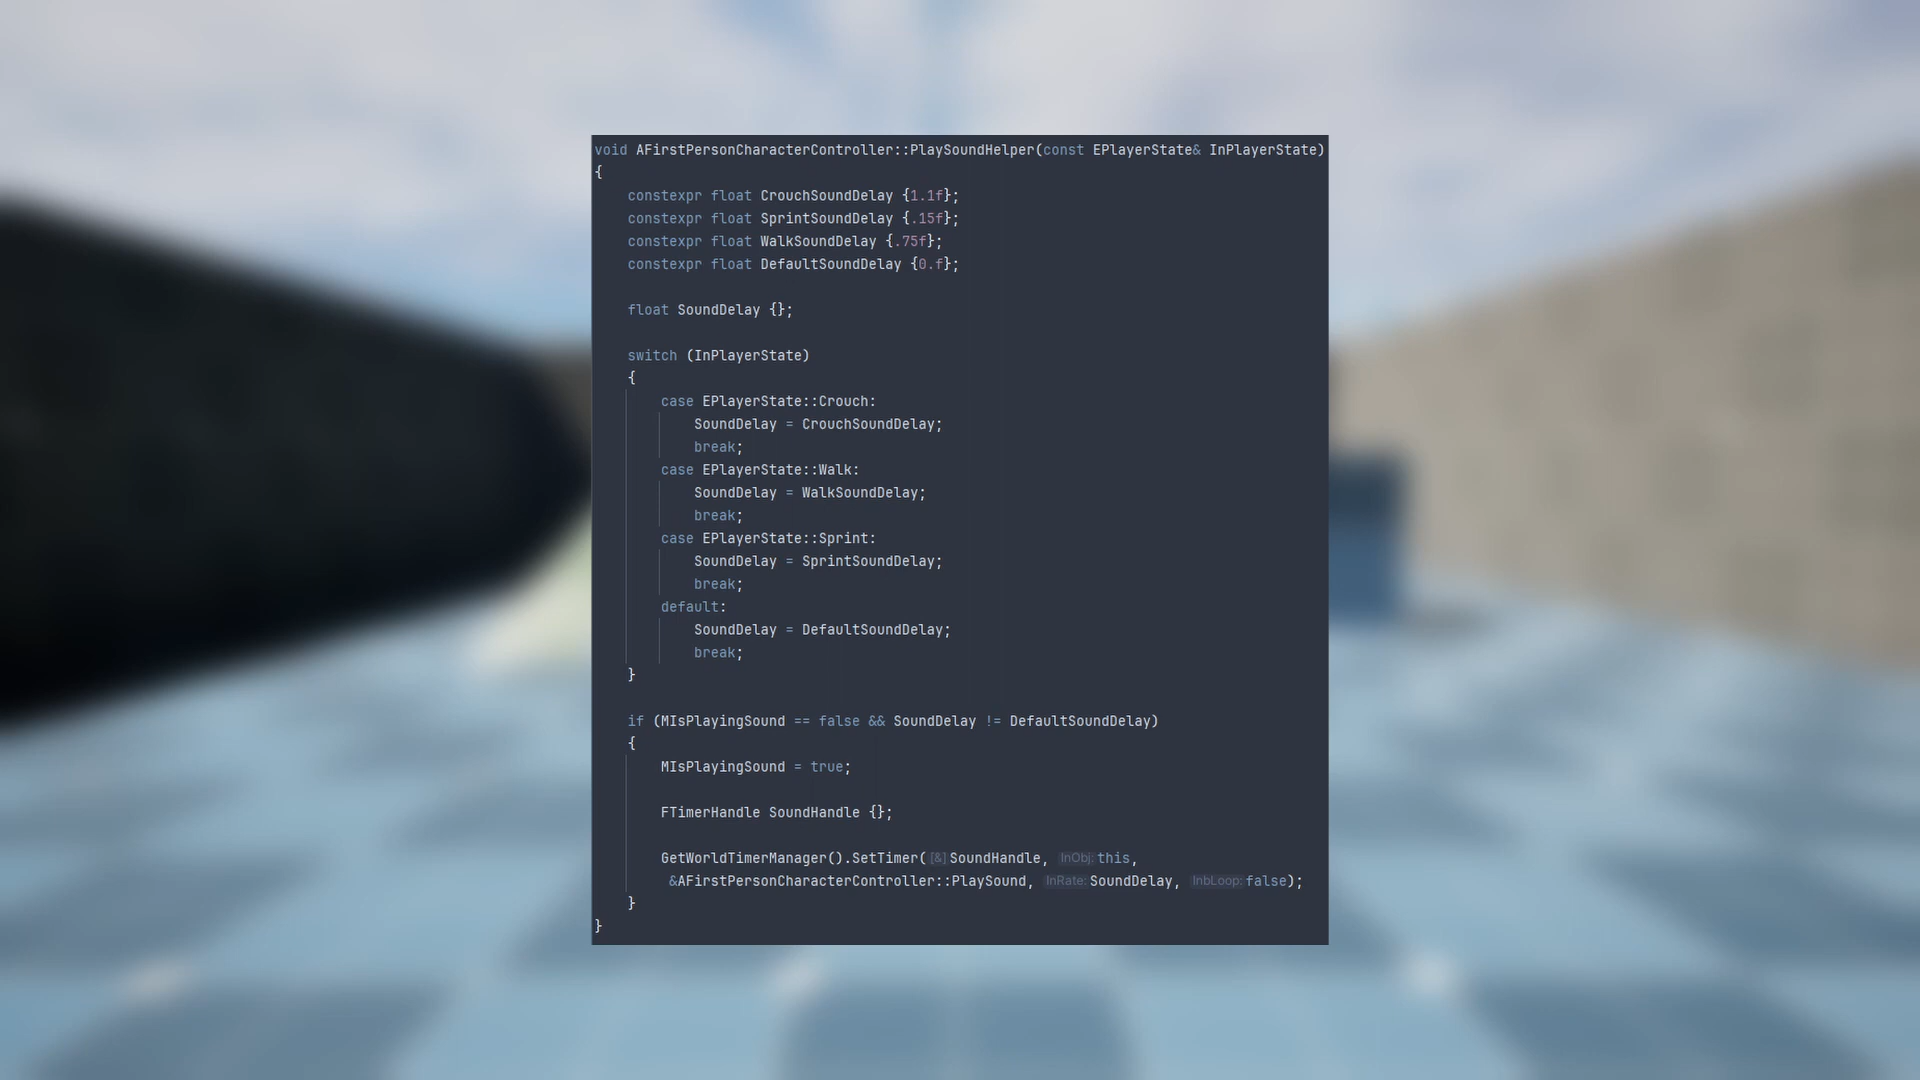 void AFirstPersonCharacterController::PlaySoundHelper(const EPlayerState& InPlayerState)
{
    constexpr float CrouchSoundDelay {1.1f};
    constexpr float SprintSoundDelay {.15f};
    constexpr float WalkSoundDelay {.75f};
    constexpr float DefaultSoundDelay {0.f};
    float SoundDelay {};
    switch (InPlayerState)
    {
        case EPlayerState::Crouch:
            SoundDelay = CrouchSoundDelay;
            break;
        case EPlayerState::Walk:
            SoundDelay = WalkSoundDelay;
            break;
        case EPlayerState::Sprint:
            SoundDelay = SprintSoundDelay;
            break;
        default:
            SoundDelay = DefaultSoundDelay;
            break;
    }
    if (MIsPlayingSound == false && SoundDelay != DefaultSoundDelay)
    {
        MIsPlayingSound = true;
        FTimerHandle SoundHandle {};
        GetWorldTimerManager().SetTimer([&]SoundHandle, InObj:this,
         &AFirstPersonCharacterController::PlaySound, InRate:SoundDelay, InbLoop:false);
    }
}